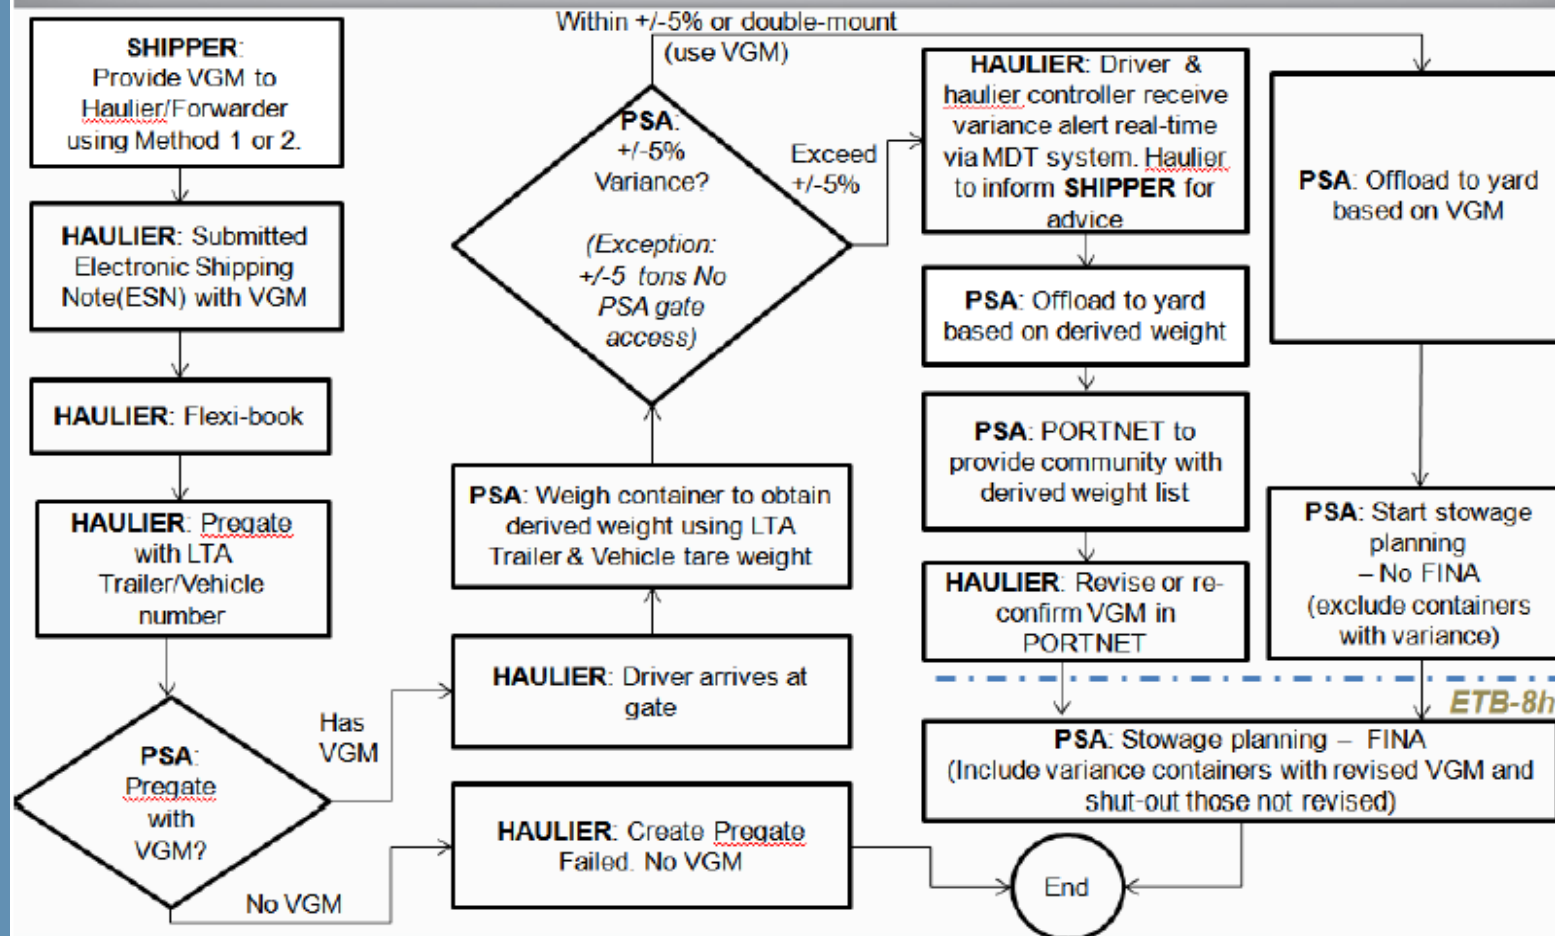 SHIPPER:
Provide VGM to
Haulier/Forwarder
using Method 1 or 2.
HAULIER: Submitted
Electronic Shipping
Note(ESN) with VGM
HAULIER: Flexi-book
HAULIER: Pregate
with LTA
Trailer/Vehicle
number
PSA:
Pregate
with
VGM?
Has
VGM
No VGM
Within +/-5% or double-mount
(use VGM)
PSA:
+/-5%
Variance?
(Exception:
+/-5 tons No
PSA gate
access)
Exceed
+/-5%
PSA: Weigh container to obtain
derived weight using LTA
Trailer & Vehicle tare weight
HAULIER: Driver arrives at
gate
HAULIER: Create Pregate
Failed. No VGM
HAULIER: Driver &
haulier controller receive
variance alert real-time
via MDT system. Haulier
to inform SHIPPER for
advice
PSA: Offload to yard
based on derived weight
PSA: PORTNET to
provide community with
derived weight list
HAULIER: Revise or re-
confirm VGM in
PORTNET
PSA: Offload to yard
based on VGM
PSA: Start stowage
planning
– No FINA
(exclude containers
with variance)
ETB-8h
PSA: Stowage planning – FINA
(Include variance containers with revised VGM and
shut-out those not revised)
End